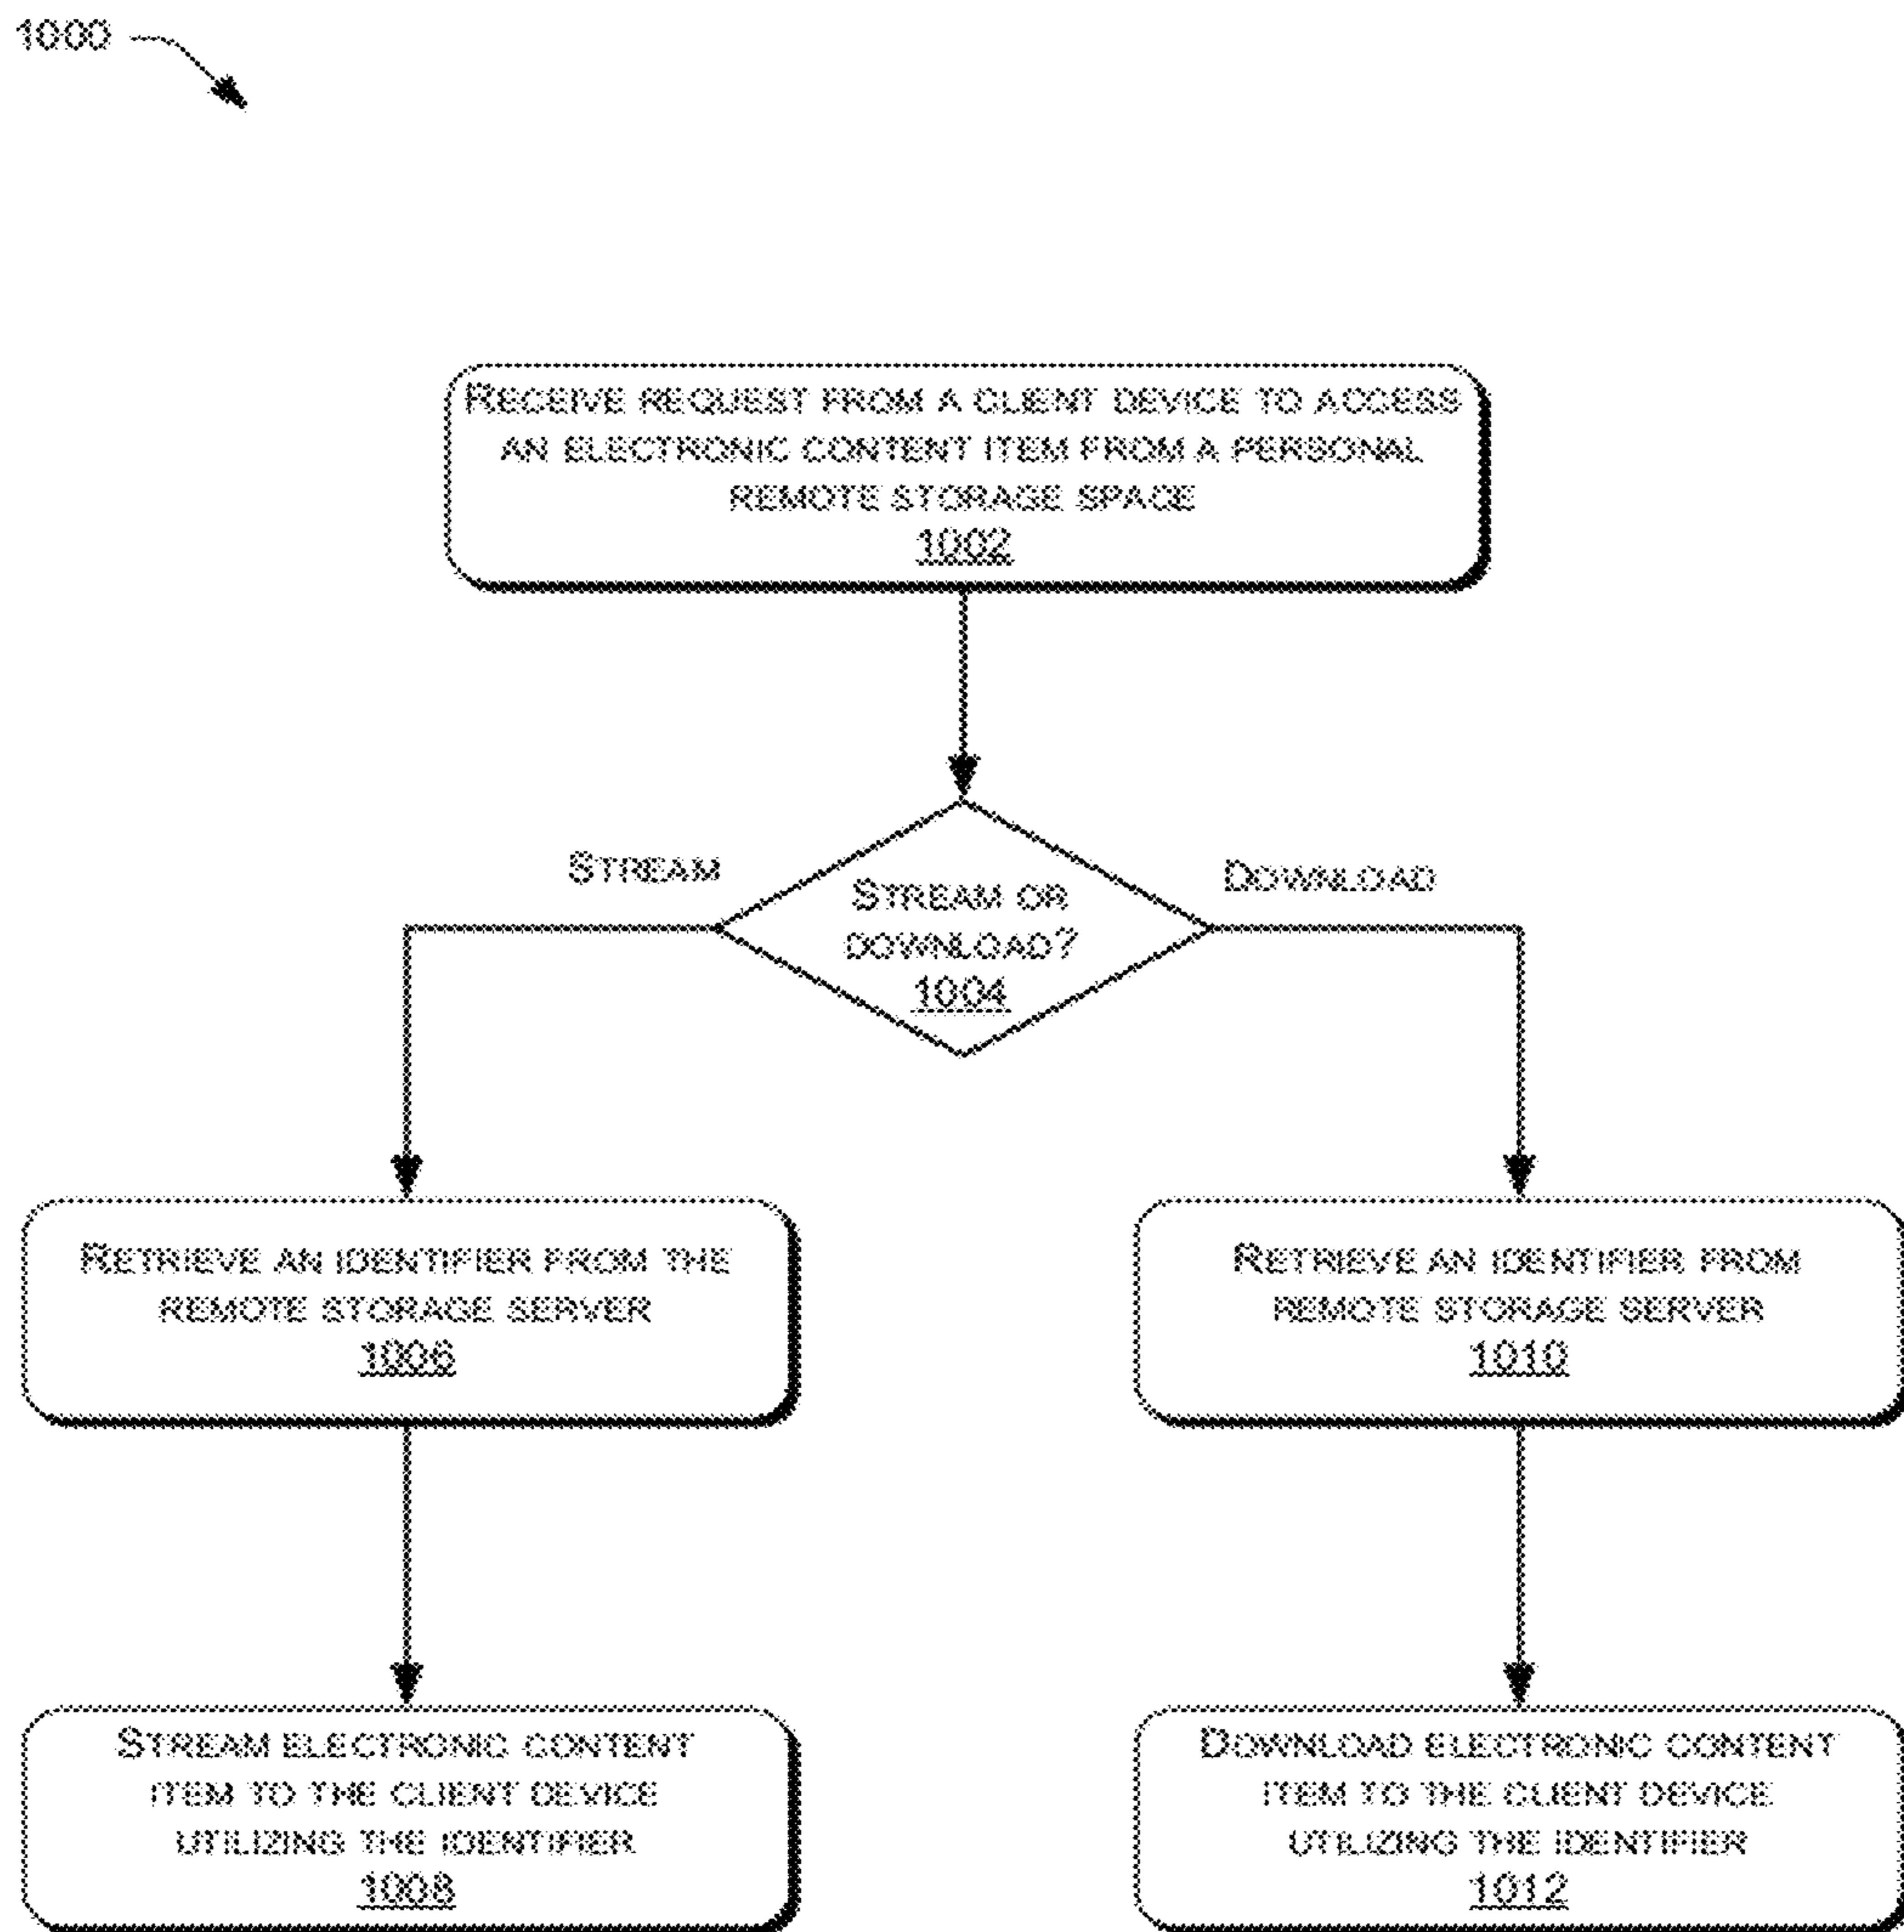 1000
RECEIVE REQUEST FROM A CLIENT DEVICE TO ACCESS
AN ELECTRONIC CONTENT ITEM FROM A PERSONAL
REMOTE STORAGE SPACE
1002
STREAM
DOWNLOAD
STREAM OR
DOWNLOAD?
1004
RETRIEVE AN IDENTIFIER FROM THE
REMOTE STORAGE SERVER
1006
RETRIEVE AN IDENTIFIER FROM
REMOTE STORAGE SERVER
1010
STREAM ELECTRONIC CONTENT
ITEM TO THE CLIENT DEVICE
UTILIZING THE IDENTIFIER
1008
DOWNLOAD ELECTRONIC CONTENT
ITEM TO THE CLIENT DEVICE
UTILIZING THE IDENTIFIER
1012